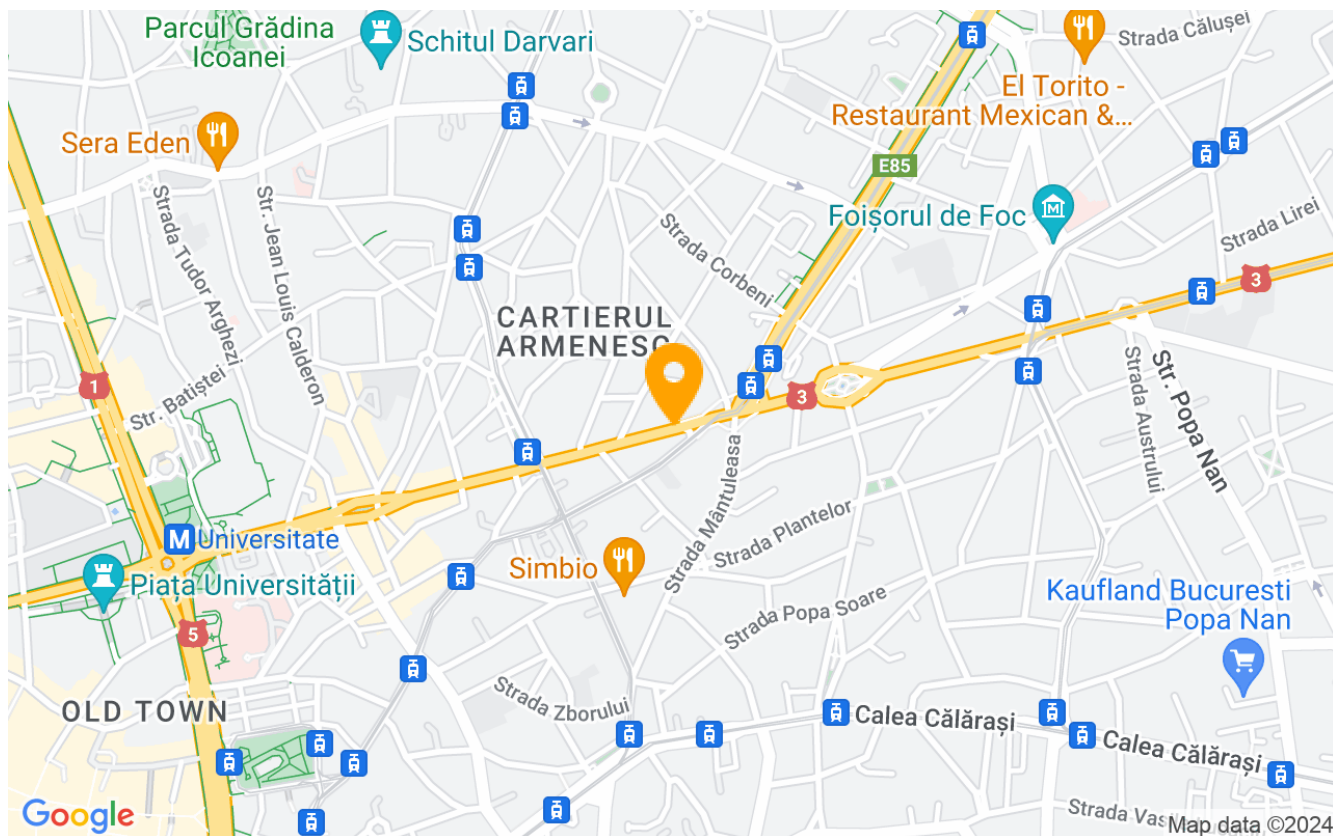 Parcul Grădina
Icoanei
Schitul Darvari
Strada Călușei
El Torito -
Restaurant Mexican &...
Sera Eden
E85
Foișorul de Foc
Strada Lirei
Strada Tudor Arghezi
Str. Jean Louis Calderon
Strada Corbeni
3
CARTIERUL
ARMENESC
1
Str. Batiștei
3
Strada Austrului
Str. Popa Nan
M Universitate
Strada Mântuleasa
Strada Plantelor
Simbio
Piața Universității
Strada Popa Soare
Kaufland Bucuresti
Popa Nan
5
OLD TOWN
Strada Zborului
Calea Călărași
Calea Călărași
Google
Map data ©2024